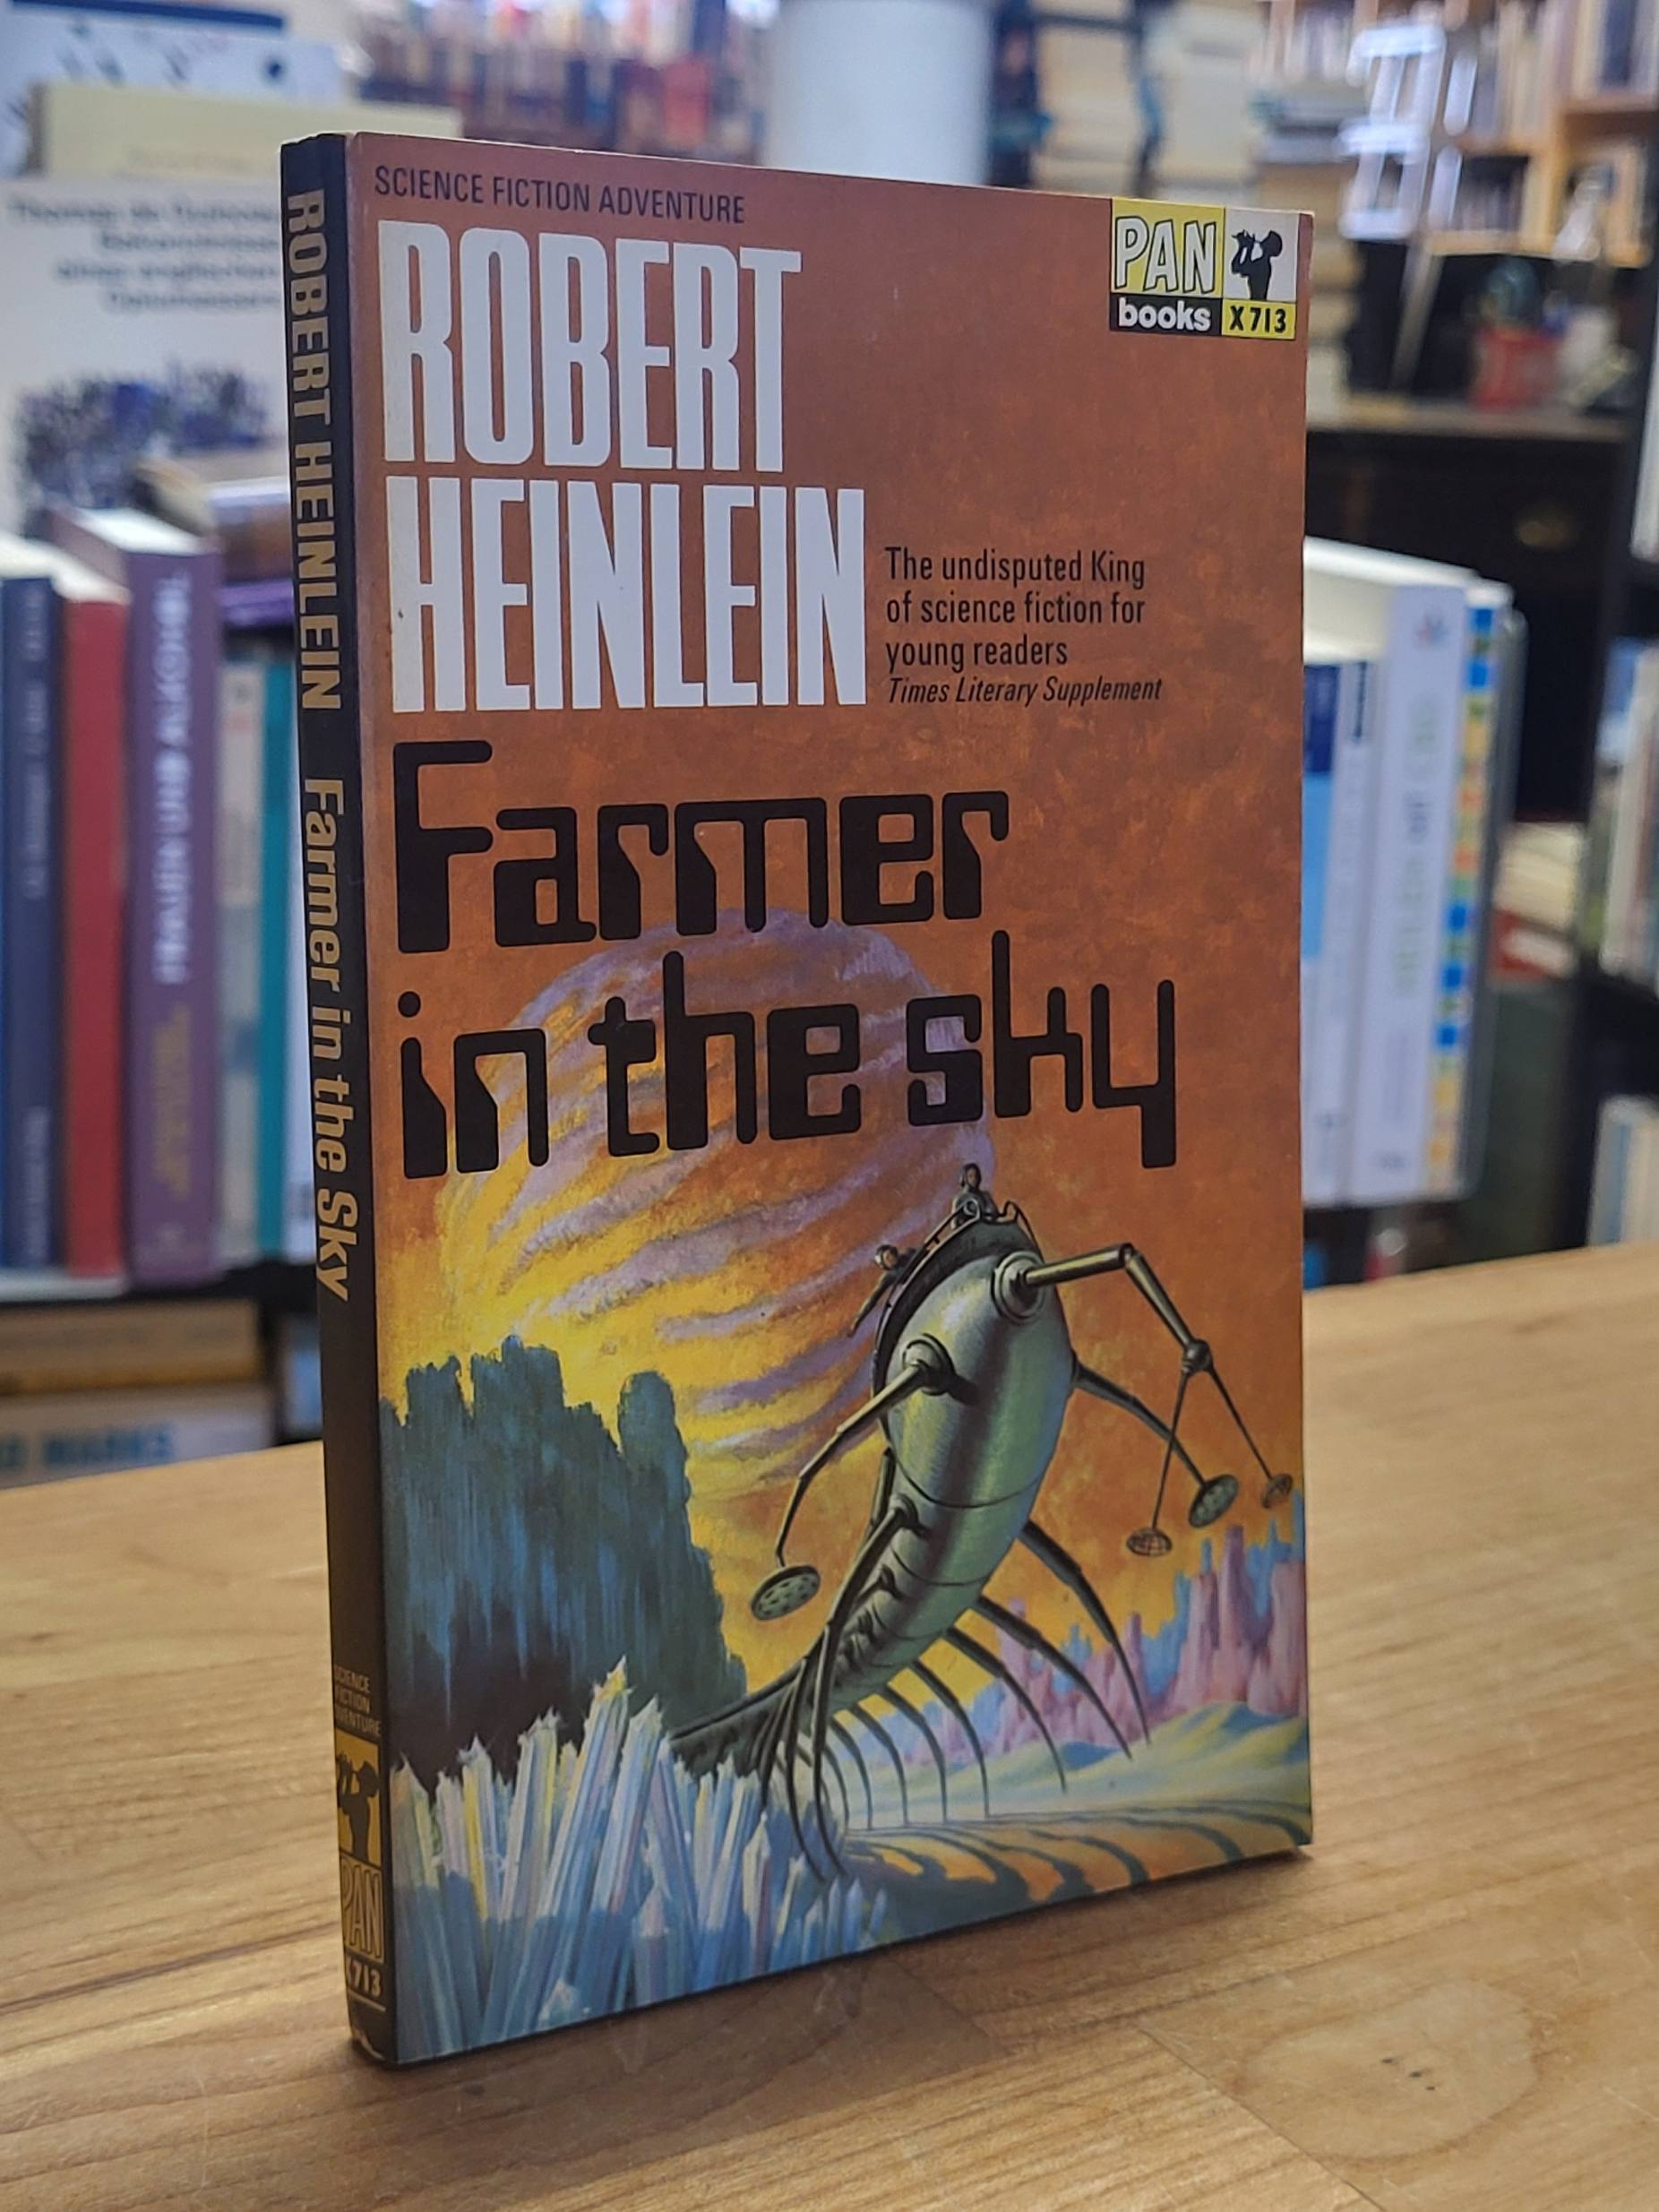 SCIENCE FICTION ADVENTURE
ROBERT
HEINLEIN
PAN
books
X713
The undisputed King
of science fiction for
young readers
Times Literary Supplement
Farmer
in the sky
ROBERT HEINLEIN Farmer in the Sky
SCIENCE
FICTION
PAN
X713